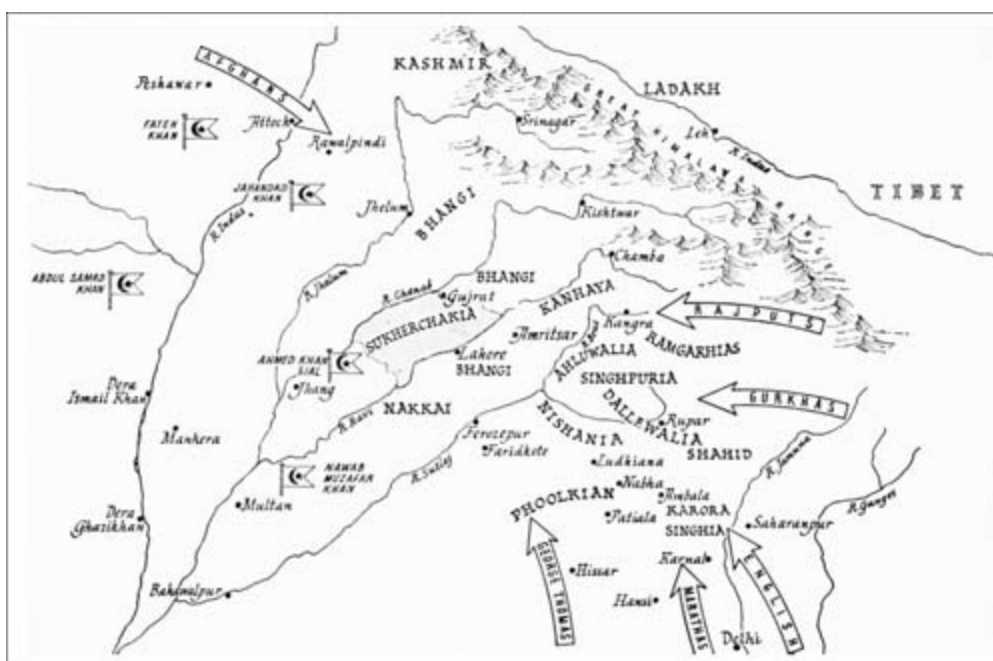 AFGHANS
KASHMIR
LADAKH
GREAT HIMALAYAN RANGE
Peshawar
FATEH
KHAN
Attock
Srinagar
Leh
R. Indus
Rawalpindi
TIBET
JAHANDAD
KHAN
R. Indus
Jhelum
BHANGI
Kishtwar
ABDUL SAMAD
KHAN
R. Jhelum
R. Chanab
BHANGI
Chamba
Gujrat
KANHAYA
RAJPUTS
SUKHERCHAKIA
Amritsar
Kangra
RAMGARHIAS
AHMED KHAN
SIAL
Lahore
BHANGI
AHLUWALIA
R. Beas
SINGHPURIA
Jhang
Dera
Ismail Khan
NAKKAI
R. Ravi
DALLEWALIA
GURKHAS
Mankera
Ferozepur
NISHANIA
Rupar
SHAHID
Faridkote
R. Sutlej
Ludhiana
R. Jumuna
NAWAB
MUZAFAR
KHAN
Nabha
Ambala
PHOOLKIAN
Multan
Patiala
KARORA
SINGHIA
R. Ganges
Dera
Ghazikhan
Saharanpur
GEORGE THOMAS
Hissar
Karnal
ENGLISH
Bahawalpur
Hansi
MARATHAS
Delhi